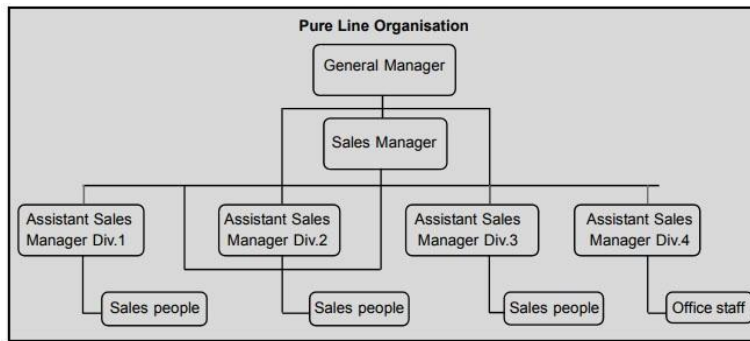 Pure Line Organisation
General Manager
Sales Manager
Assistant Sales
Manager Div.1
Assistant Sales
Manager Div.2
Assistant Sales
Manager Div.3
Assistant Sales
Manager Div.4
Sales people
Sales people
Sales people
Office staff